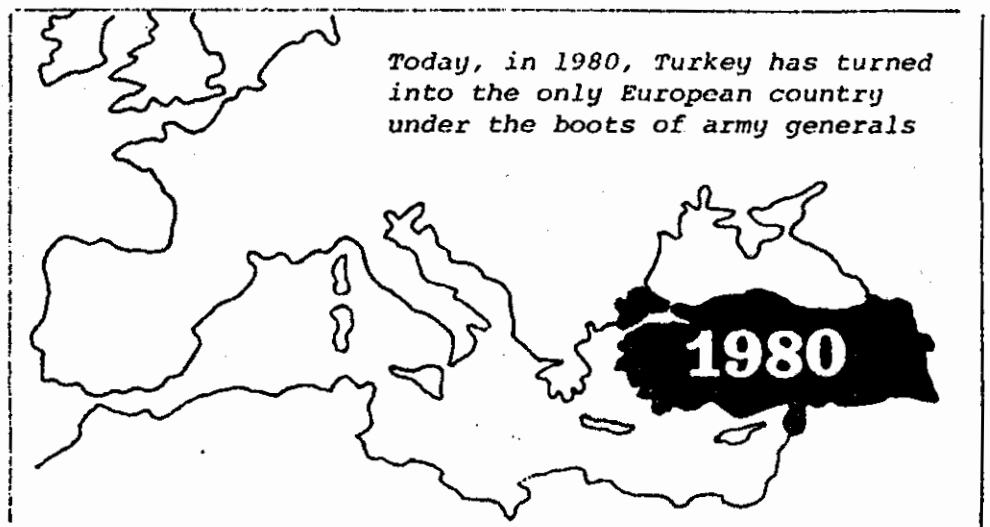 Today, in 1980, Turkey has turned
into the only European country
under the boots of army generals
1980